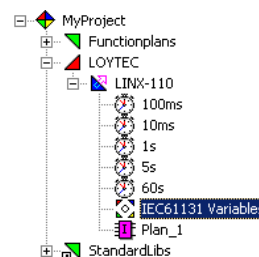 MyProject
Functionplans
LOYTEC
LINX-110
100ms
10ms
1s
5s
60s
IEC61131 Variable
Plan_1
StandardLibs